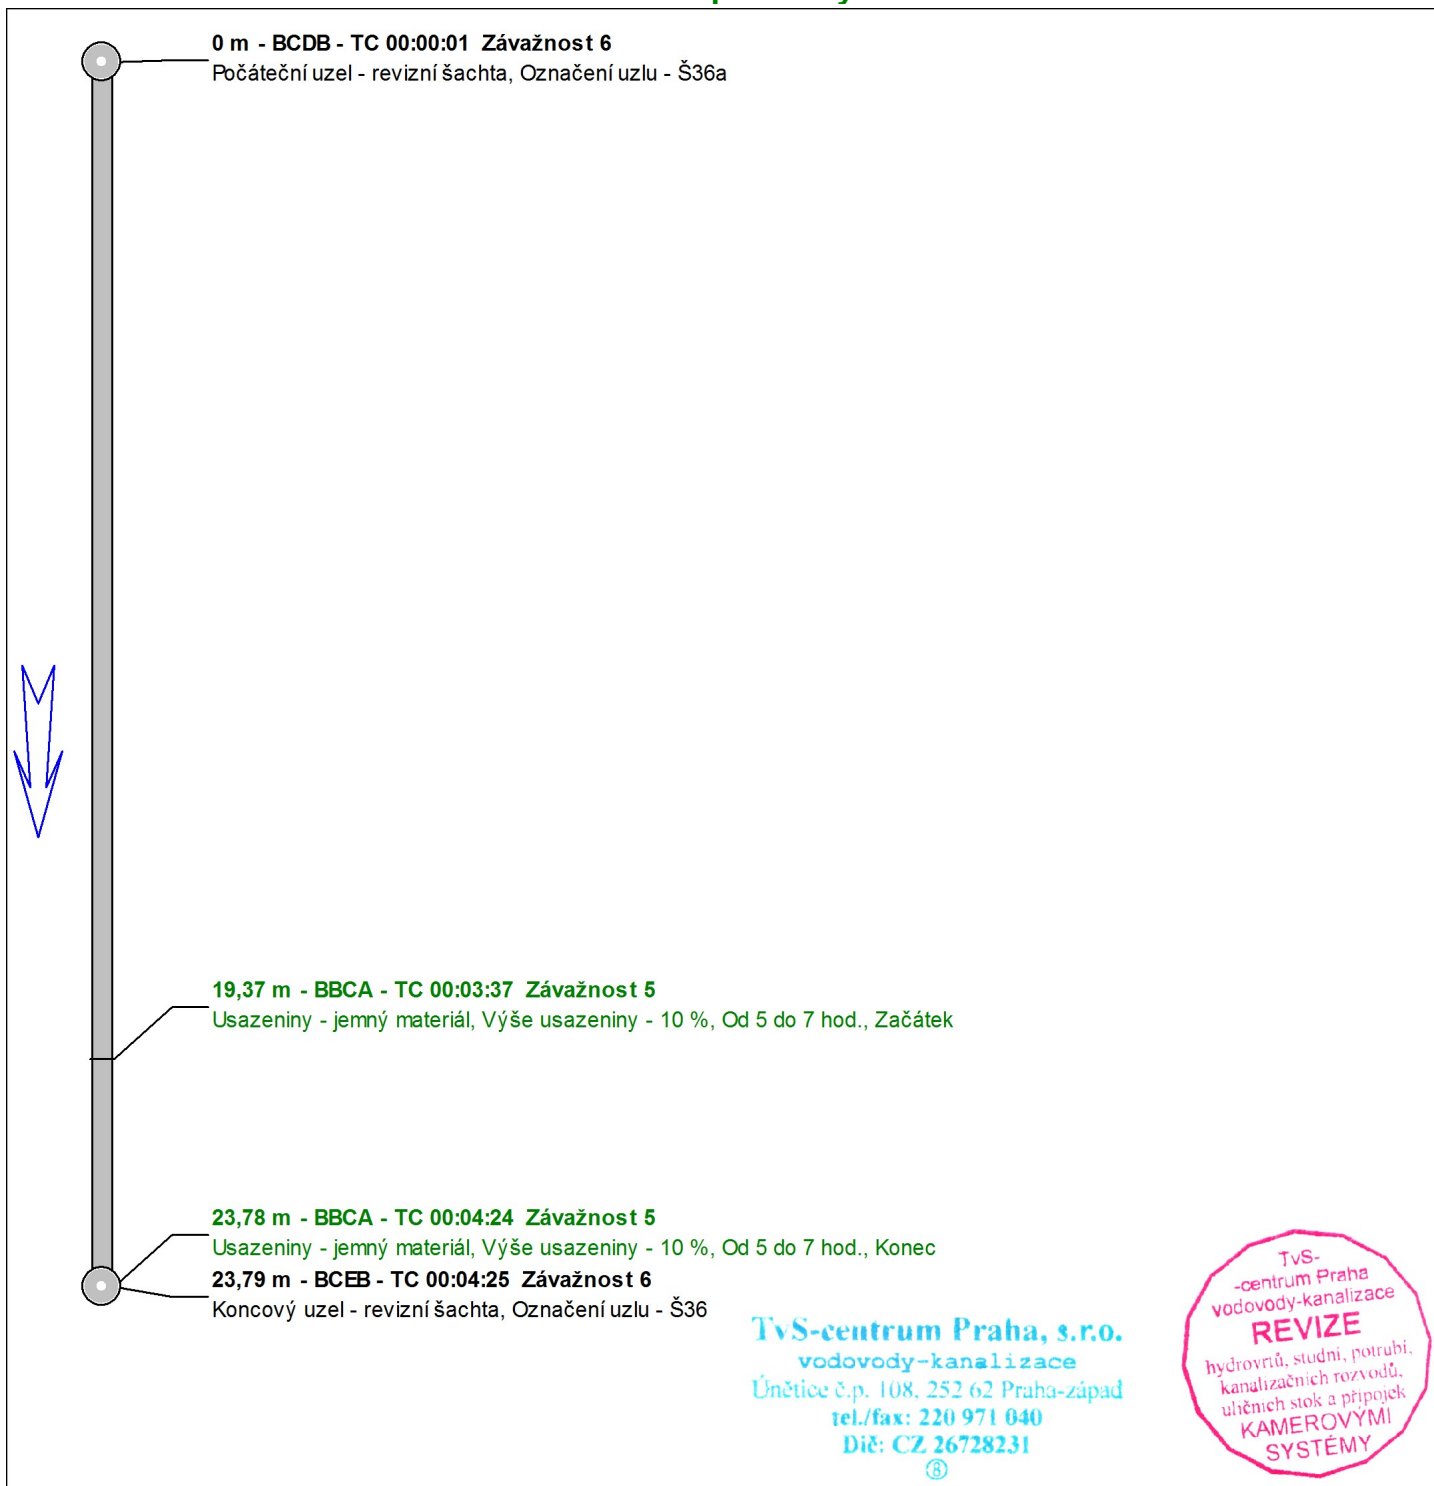 0 m - BCDB - TC 00:00:01 Závažnost 6
Počáteční uzel - revizní šachta, Označení uzlu - Š36a
19,37 m - BBCA - TC 00:03:37 Závažnost 5
Usazeniny - jemný materiál, Výše usazeniny - 10 %, Od 5 do 7 hod., Začátek
23,78 m - BBCA - TC 00:04:24 Závažnost 5
Usazeniny - jemný materiál, Výše usazeniny - 10 %, Od 5 do 7 hod., Konec
23,79 m - BCEB - TC 00:04:25 Závažnost 6
Koncový uzel - revizní šachta, Označení uzlu - Š36
TvS-centrum Praha, s.r.o.
vodovody-kanalizace
Únětice č.p. 108, 252 62 Praha-západ
tel./fax: 220 971 040
Dič: CZ 26728231
⑧
TvS-
-centrum Praha
vodovody-kanalizace
REVIZE
hydrovrtů, studní, potrubí,
kanalizačních rozvodů,
uličních stok a přípojek
KAMEROVÝMI
SYSTÉMY